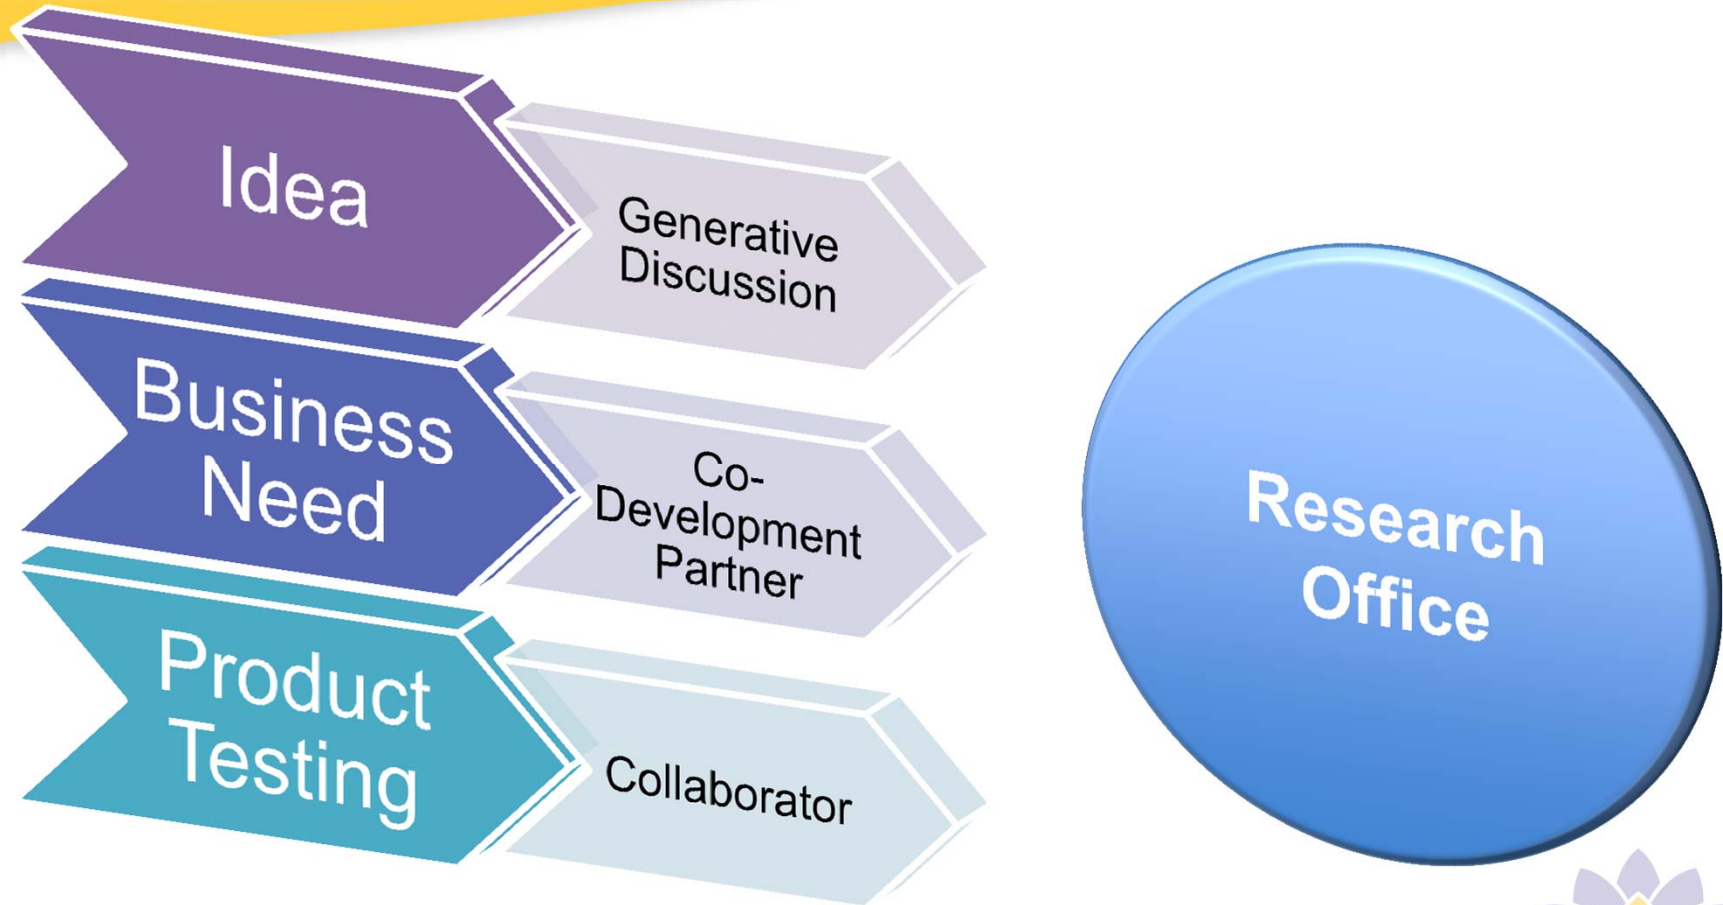 Idea
Generative
Discussion
Business
Need
Co-
Development
Partner
Product
Testing
Collaborator
Research
Office